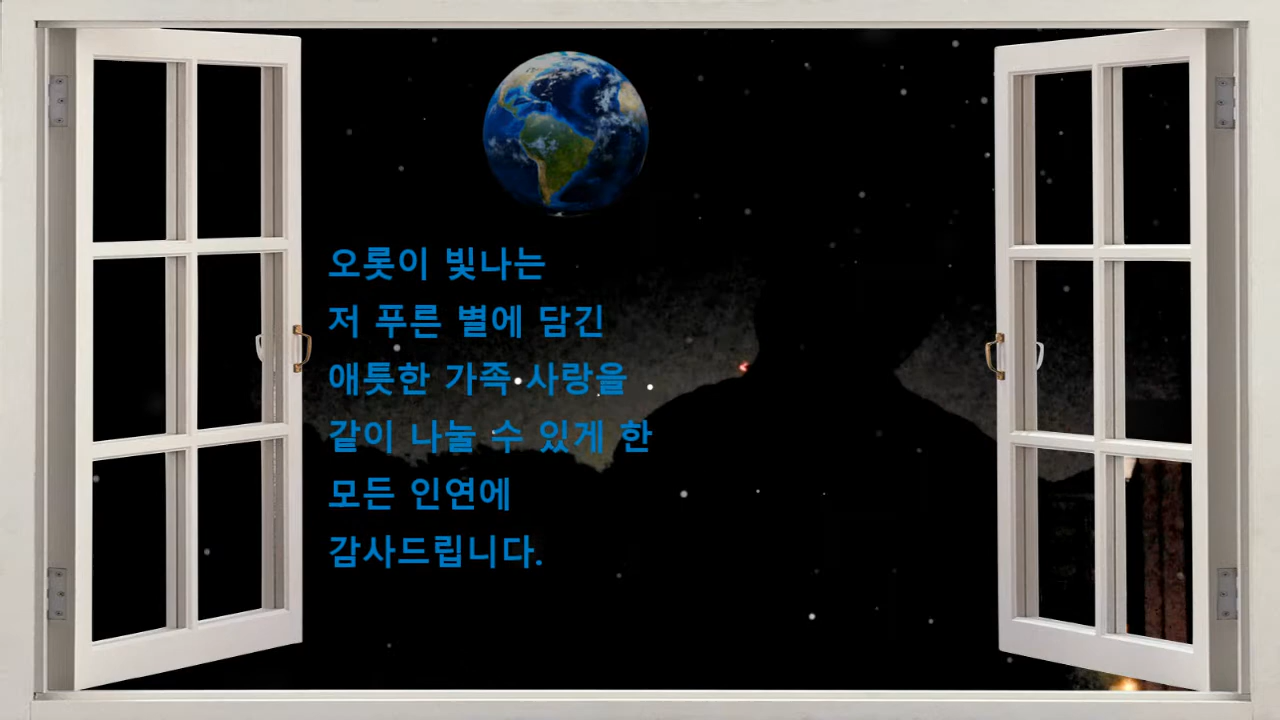 오롯이 빛나는
저 푸른 별에 담긴
애틋한 가족 사랑을
같이 나눌 수 있게 한
모든 인연에
감사드립니다.